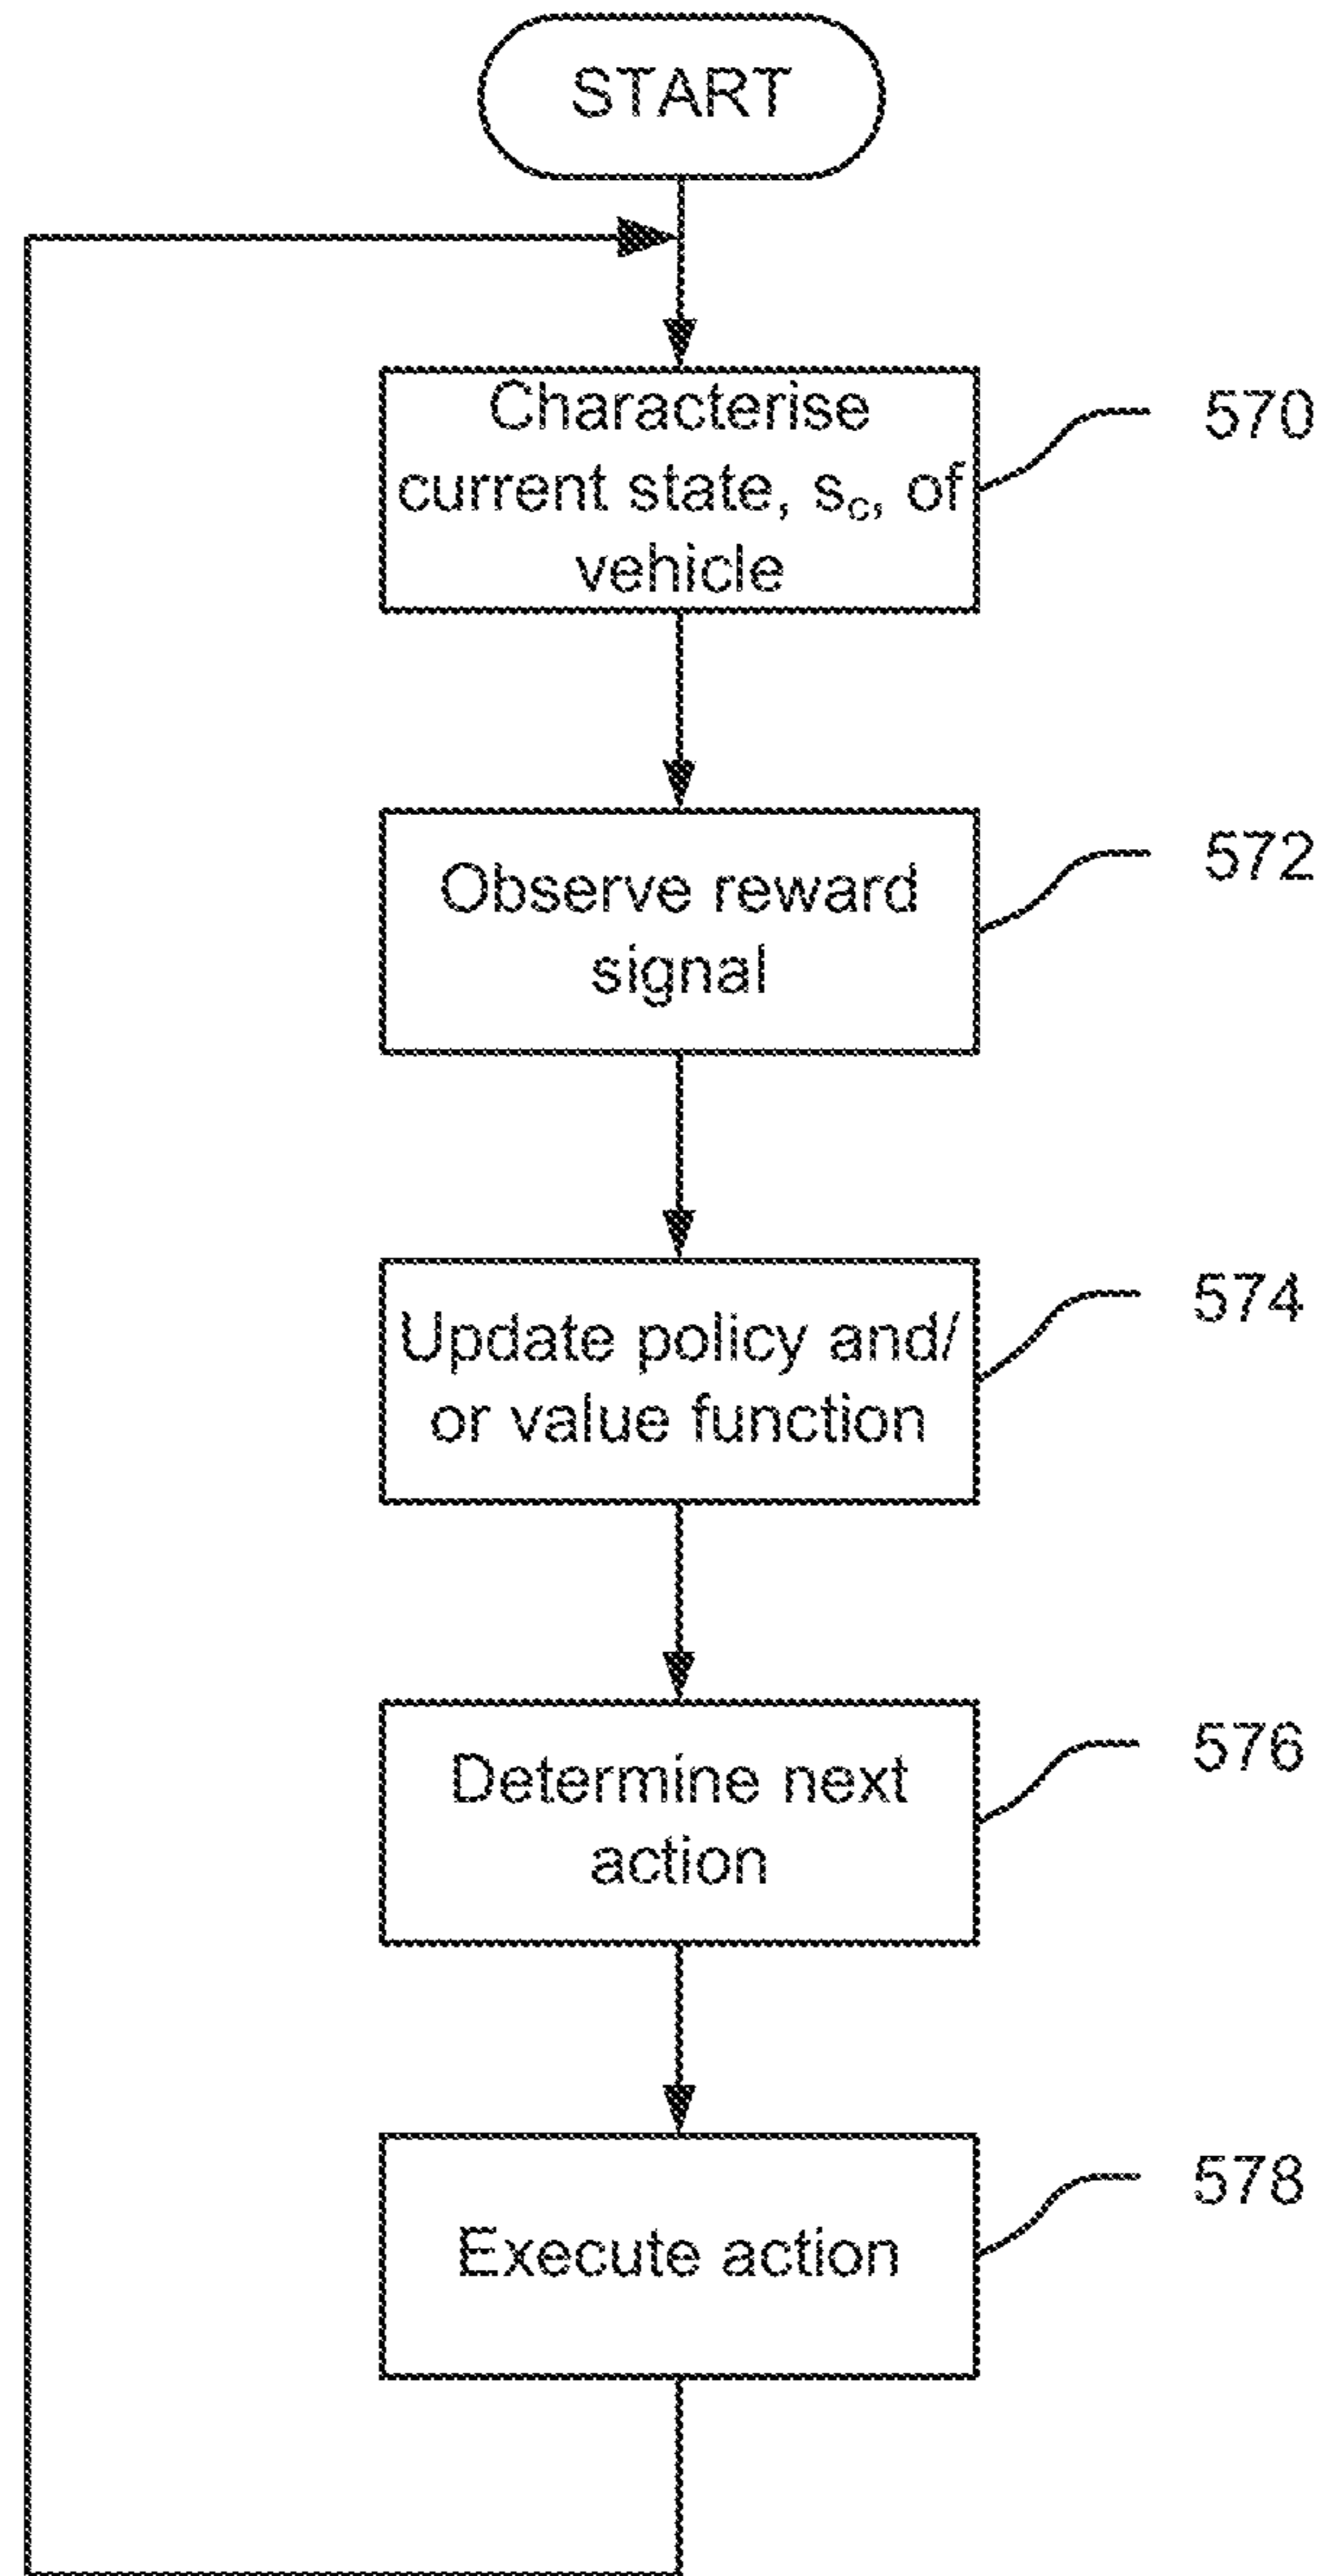 START
Characterise
current state, s_c, of
vehicle
570
Observe reward
signal
572
Update policy and/
or value function
574
Determine next
action
576
Execute action
578